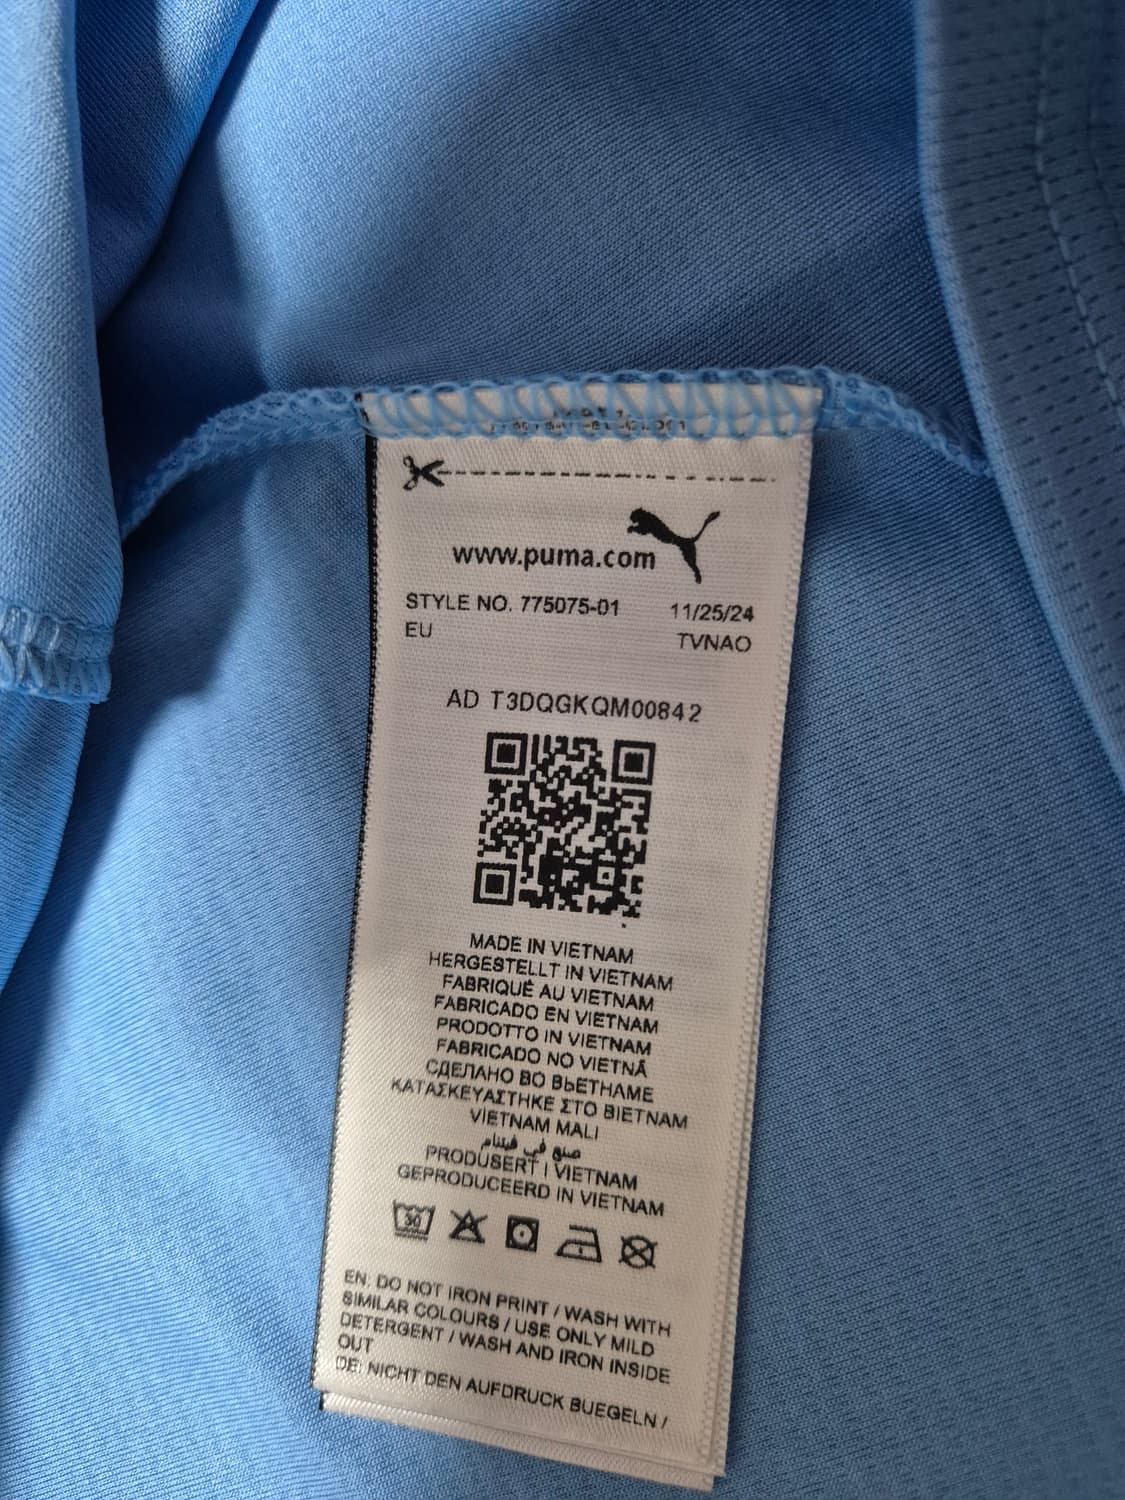 www.puma.com
STYLE NO. 775075-01 11/25/24
EU TVNAO
AD T3DQGKQM00842
MADE IN VIETNAM
HERGESTELLT IN VIETNAM
FABRIQUÉ AU VIETNAM
FABRICADO EN VIETNAM
PRODOTTO IN VIETNAM
FABRICADO NO VIETNÃ
СДЕЛАНО ВО ВЬЕТНАМЕ
ΚΑΤΑΣΚΕΥΑΣΤΗΚΕ ΣΤΟ ΒΙΕΤΝΑΜ
VİETNAM MALI
صنع في فيتنام
PRODUSERT I VIETNAM
GEPRODUCEERD IN VIETNAM
30
EN: DO NOT IRON PRINT / WASH WITH
SIMILAR COLOURS / USE ONLY MILD
DETERGENT / WASH AND IRON INSIDE
OUT
DE: NICHT DEN AUFDRUCK BUEGELN /